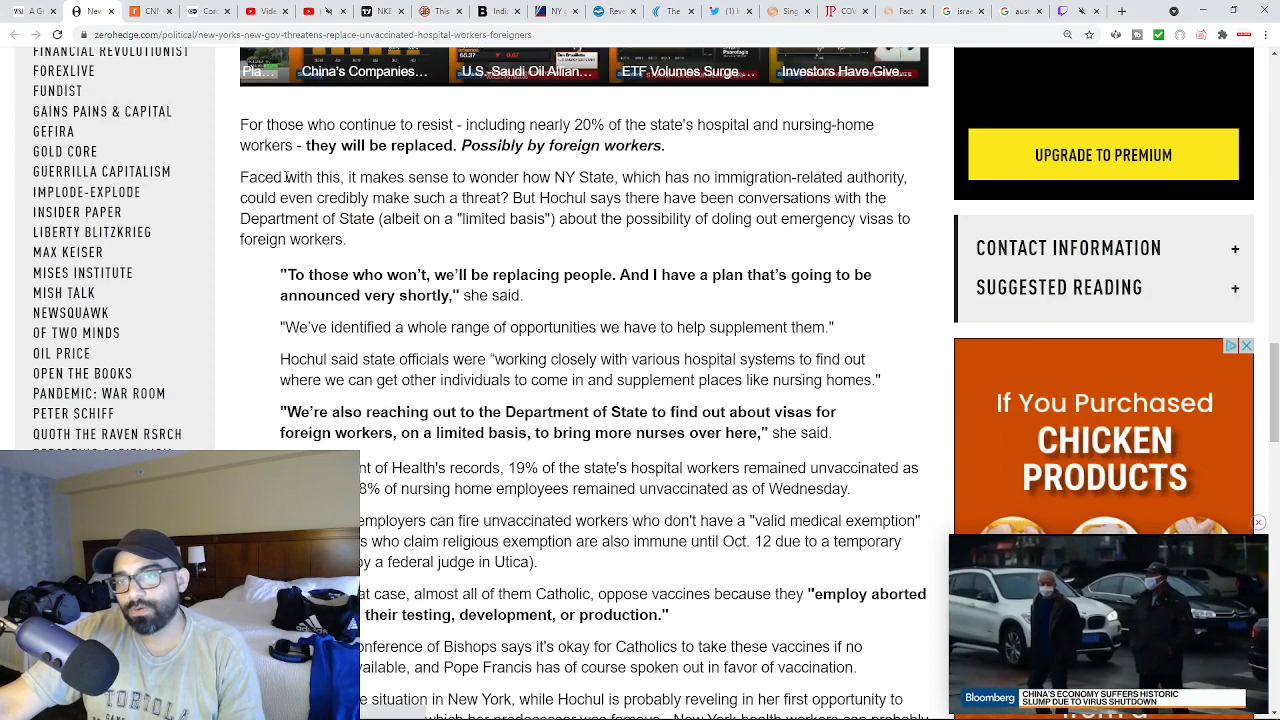 zerohedge.com/political/new-yorks-new-gov-threatens-replace-unvaccinated-hospital-workers-foreigners
FINANCIAL REVOLUTIONIST
FOREXLIVE
FUNDIST
GAINS PAINS & CAPITAL
GEFIRA
GOLD CORE
GUERRILLA CAPITALISM
IMPLODE-EXPLODE
INSIDER PAPER
LIBERTY BLITZKRIEG
MAX KEISER
MISES INSTITUTE
MISH TALK
NEWSQUAWK
OF TWO MINDS
OIL PRICE
OPEN THE BOOKS
PANDEMIC: WAR ROOM
PETER SCHIFF
QUOTH THE RAVEN RSRCH
Pla...
China's Companies...
U.S.-Saudi Oil Allian...
ETF Volumes Surge...
Investors Have Give...
For those who continue to resist - including nearly 20% of the state's hospital and nursing-home
workers - they will be replaced. Possibly by foreign workers.
Faced with this, it makes sense to wonder how NY State, which has no immigration-related authority,
could even credibly make such a threat? But Hochul says there have been conversations with the
Department of State (albeit on a "limited basis") about the possibility of doling out emergency visas to
foreign workers.
"To those who won’t, we’ll be replacing people. And I have a plan that’s going to be
announced very shortly," she said.
"We’ve identified a whole range of opportunities we have to help supplement them."
Hochul said state officials were “working closely with various hospital systems to find out
where we can get other individuals to come in and supplement places like nursing homes."
"We’re also reaching out to the Department of State to find out about visas for
foreign workers, on a limited basis, to bring more nurses over here," she said.
nt of Health's records, 19% of the state's hospital workers remained unvaccinated as
8% of nursing home employees remained unvaccinated as of Wednesday.
employers can fire unvaccinated workers who don't have a "valid medical exemption"
s who claim religious exemption are also immune until Oct. 12 due to a temporary
by a federal judge in Utica).
at case, almost all of them Catholic, oppose vaccines because they "employ aborted
their testing, development, or production."
onference of Bishops says it's okay for Catholics to take these vaccines if no
vailable, and Pope Francis has of course spoken out in favor of vaccination.
e situation in New York, while Hochul is probably reveling in her first opportunity to
UPGRADE TO PREMIUM
CONTACT INFORMATION +
SUGGESTED READING +
If You Purchased
CHICKEN
PRODUCTS
Bloomberg
CHINA'S ECONOMY SUFFERS HISTORIC
SLUMP DUE TO VIRUS SHUTDOWN